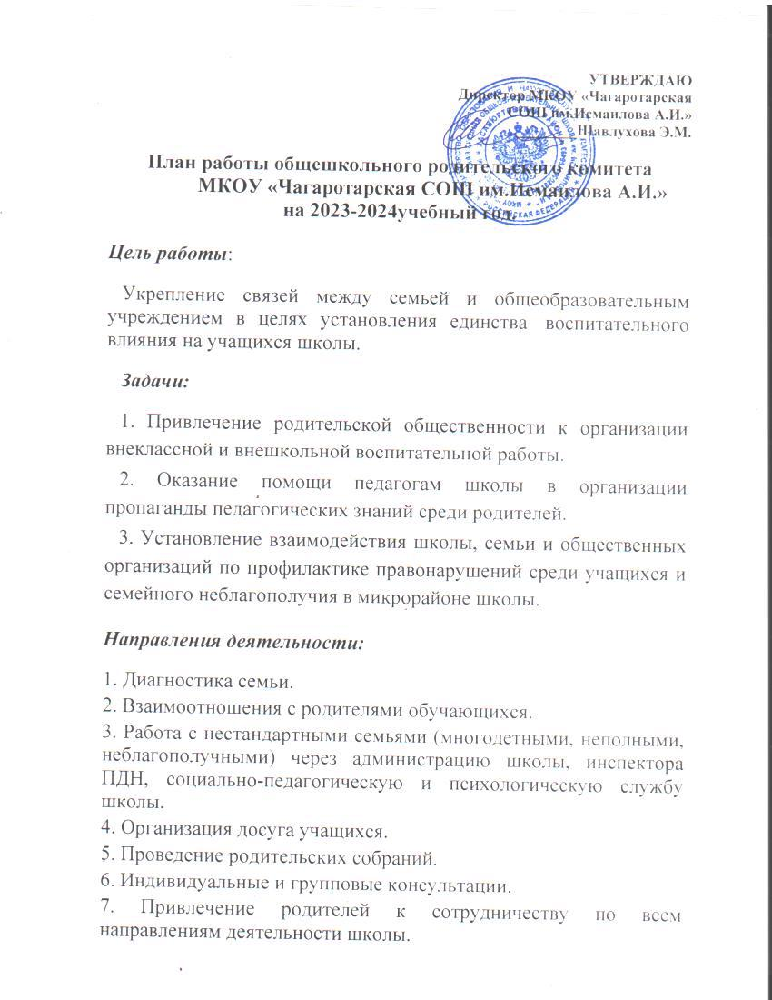 УТВЕРЖДАЮ
Директор МКОУ «Чагаротарская
СОШ им.Исмаилова А.И.»
Шавлухова Э.М.
План работы общешкольного родительского комитета
МКОУ «Чагаротарская СОШ им.Исмаилова А.И.»
на 2023-2024учебный год.
Цель работы:
Укрепление связей между семьей и общеобразовательным
учреждением в целях установления единства воспитательного
влияния на учащихся школы.
Задачи:
1. Привлечение родительской общественности к организации
внеклассной и внешкольной воспитательной работы.
2. Оказание помощи педагогам школы в организации
пропаганды педагогических знаний среди родителей.
3. Установление взаимодействия школы, семьи и общественных
организаций по профилактике правонарушений среди учащихся и
семейного неблагополучия в микрорайоне школы.
Направления деятельности:
1. Диагностика семьи.
2. Взаимоотношения с родителями обучающихся.
3. Работа с нестандартными семьями (многодетными, неполными,
неблагополучными) через администрацию школы, инспектора
ПДН, социально-педагогическую и психологическую службу
школы.
4. Организация досуга учащихся.
5. Проведение родительских собраний.
6. Индивидуальные и групповые консультации.
7. Привлечение родителей к сотрудничеству по всем
направлениям деятельности школы.
РОССИЙСКАЯ ФЕДЕРАЦИЯ